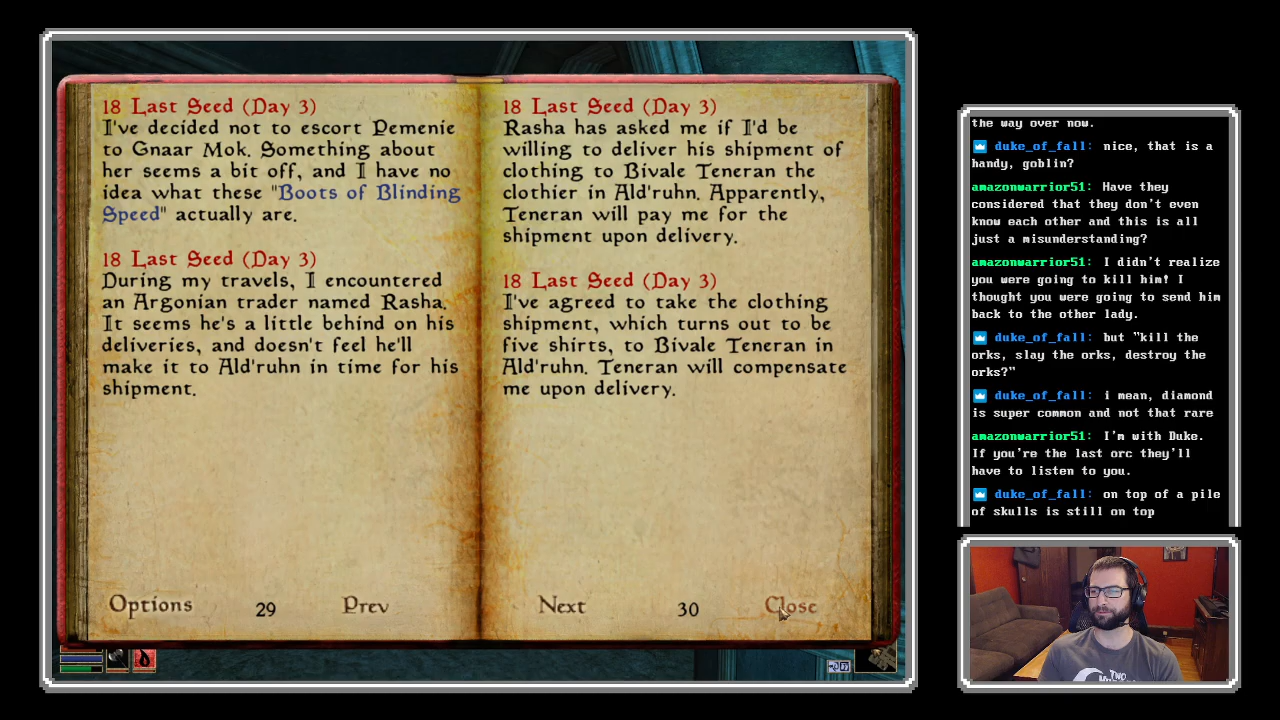 18 Last Seed (Day 3)
I've decided not to escort Pemenie
to Gnaar Mok. Something about
her seems a bit off, and I have no
idea what these "Boots of Blinding
Speed" actually are.
18 Last Seed (Day 3)
During my travels, I encountered
an Argonian trader named Rasha.
It seems he's a little behind on his
deliveries, and doesn't feel he'll
make it to Ald'ruhn in time for his
shipment.
Options
29
Prev
18 Last Seed (Day 3)
Rasha has asked me if I'd be
willing to deliver his shipment of
clothing to Bivale Teneran the
clothier in Ald'ruhn. Apparently,
Teneran will pay me for the
shipment upon delivery.
18 Last Seed (Day 3)
I've agreed to take the clothing
shipment, which turns out to be
five shirts, to Bivale Teneran in
Ald'ruhn. Teneran will compensate
me upon delivery.
Next
30
Close
the way over now.
duke_of_fall: nice, that is a
handy, goblin?
amazonwarrior51: Have they
considered that they don't even
know each other and this is all
just a misunderstanding?
amazonwarrior51: I didn't realize
you were going to kill him! I
thought you were going to send him
back to the other lady.
duke_of_fall: but "kill the
orks, slay the orks, destroy the
orks?"
duke_of_fall: i mean, diamond
is super common and not that rare
amazonwarrior51: I'm with Duke.
If you're the last orc they'll
have to listen to you.
duke_of_fall: on top of a pile
of skulls is still on top